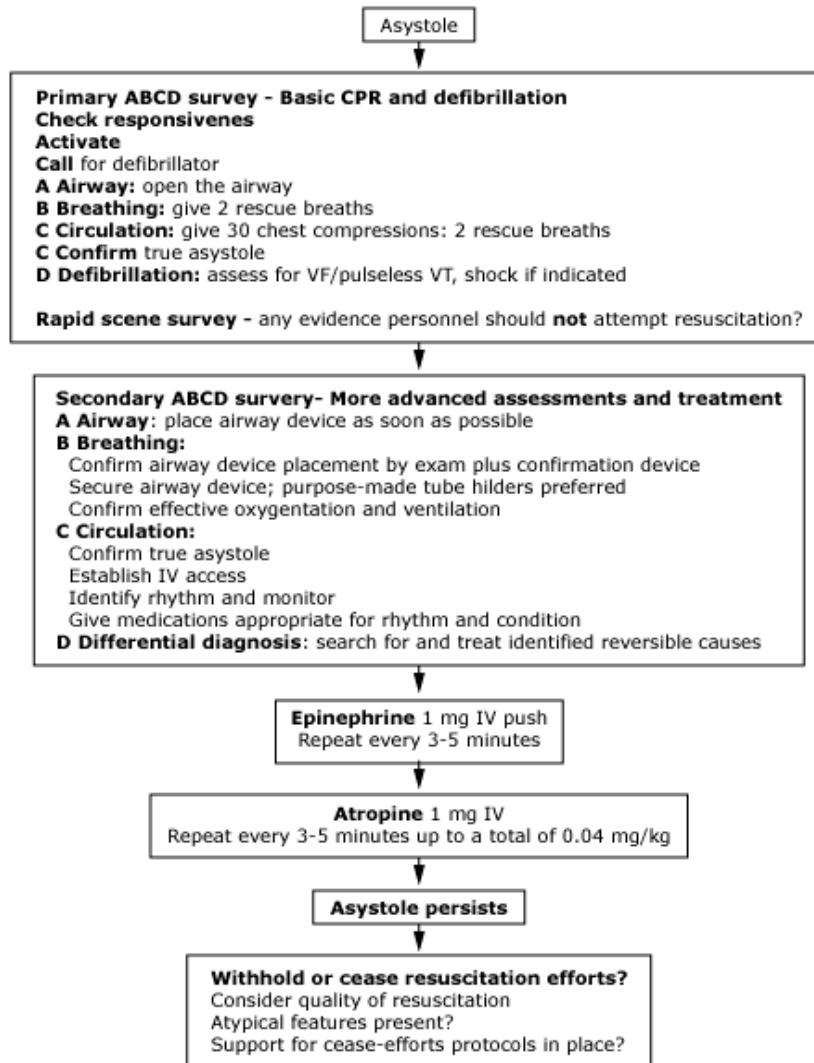 Asystole
Primary ABCD survey - Basic CPR and defibrillation
Check responsivenes
Activate
Call for defibrillator
A Airway: open the airway
B Breathing: give 2 rescue breaths
C Circulation: give 30 chest compressions: 2 rescue breaths
C Confirm true asystole
D Defibrillation: assess for VF/pulseless VT, shock if indicated
Rapid scene survey - any evidence personnel should not attempt resuscitation?
Secondary ABCD survery- More advanced assessments and treatment
A Airway: place airway device as soon as possible
B Breathing:
Confirm airway device placement by exam plus confirmation device
Secure airway device; purpose-made tube hilders preferred
Confirm effective oxygentation and ventilation
C Circulation:
Confirm true asystole
Establish IV access
Identify rhythm and monitor
Give medications appropriate for rhythm and condition
D Differential diagnosis: search for and treat identified reversible causes
Epinephrine 1 mg IV push
Repeat every 3-5 minutes
Atropine 1 mg IV
Repeat every 3-5 minutes up to a total of 0.04 mg/kg
Asystole persists
Withhold or cease resuscitation efforts?
Consider quality of resuscitation
Atypical features present?
Support for cease-efforts protocols in place?